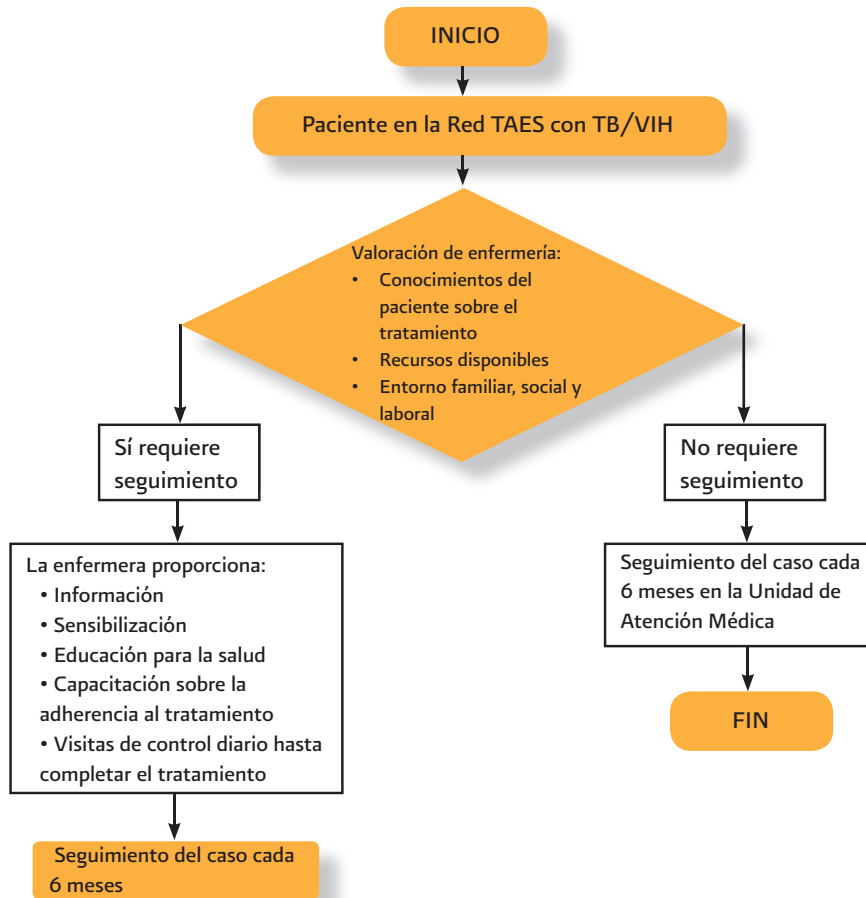 INICIO
Paciente en la Red TAES con TB/VIH
Valoración de enfermería:
• Conocimientos del
paciente sobre el
tratamiento
• Recursos disponibles
• Entorno familiar, social y
laboral
Sí requiere
seguimiento
La enfermera proporciona:
• Información
• Sensibilización
• Educación para la salud
• Capacitación sobre la
adherencia al tratamiento
• Visitas de control diario hasta
completar el tratamiento
Seguimiento del caso cada
6 meses
No requiere
seguimiento
Seguimiento del caso cada
6 meses en la Unidad de
Atención Médica
FIN